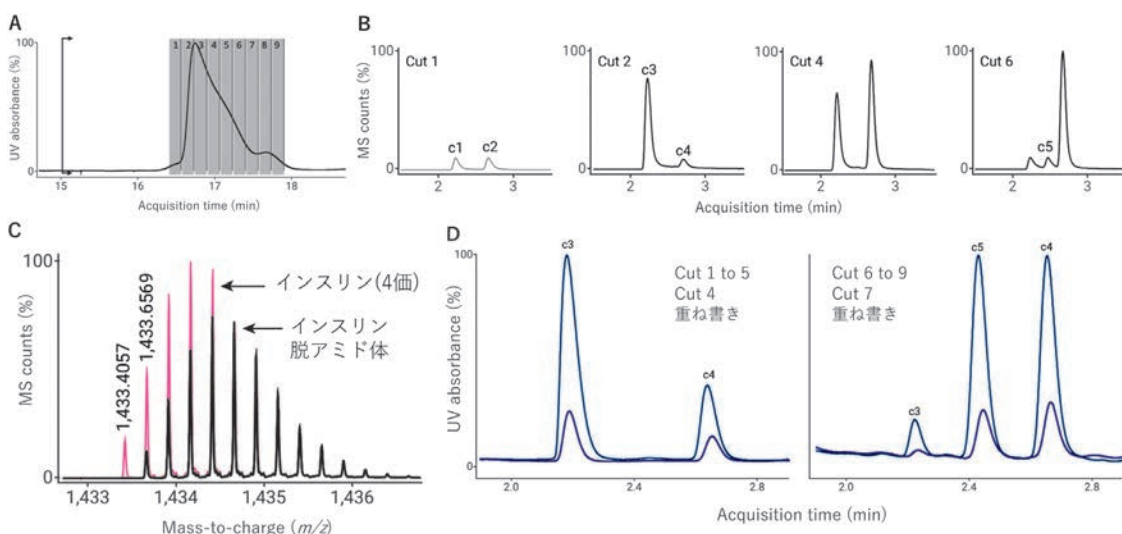 A
UV absorbance (%)
100
50
0
1 2 3 4 5 6 7 8 9
15 16 17 18
Acquisition time (min)
B
MS counts (%)
100
0
Cut 1
c1 c2
2 3
Cut 2
100
0
c3
c4
2 3
Cut 4
100
0
2 3
Cut 6
100
0
c5
2 3
Acquisition time (min)
C
MS counts (%)
100
50
0
1,433.4057
1,433.6569
インスリン(4価)
インスリン
脱アミド体
1,433 1,434 1,435 1,436
Mass-to-charge (m/z)
D
UV absorbance (%)
100
0
c3
c4
Cut 1 to 5
Cut 4
重ね書き
2.0 2.4 2.8
Cut 6 to 9
Cut 7
重ね書き
c3
c5
c4
2.0 2.4 2.8
Acquisition time (min)